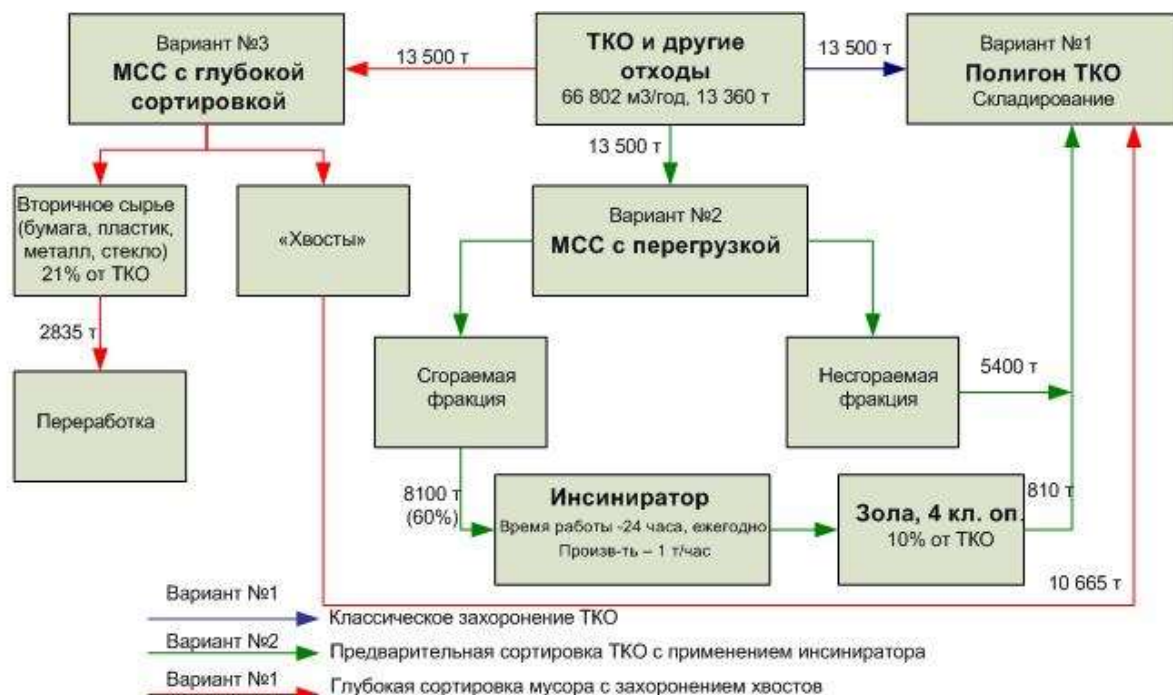 Вариант №3
МСС с глубокой
сортировкой
13 500 т
ТКО и другие
отходы
66 802 м3/год, 13 360 т
13 500 т
Вариант №1
Полигон ТКО
Складирование
13 500 т
Вторичное сырье
(бумага, пластик,
металл, стекло)
21% от ТКО
«Хвосты»
Вариант №2
МСС с перегрузкой
2835 т
Переработка
Сгораемая
фракция
Несгораемая
фракция
5400 т
8100 т
(60%)
Инсиниратор
Время работы -24 часа, ежегодно
Произв-ть – 1 т/час
Зола, 4 кл. оп.
10% от ТКО
810 т
10 665 т
Вариант №1
Классическое захоронение ТКО
Вариант №2
Предварительная сортировка ТКО с применением инсиниратора
Вариант №1
Глубокая сортировка мусора с захоронением хвостов